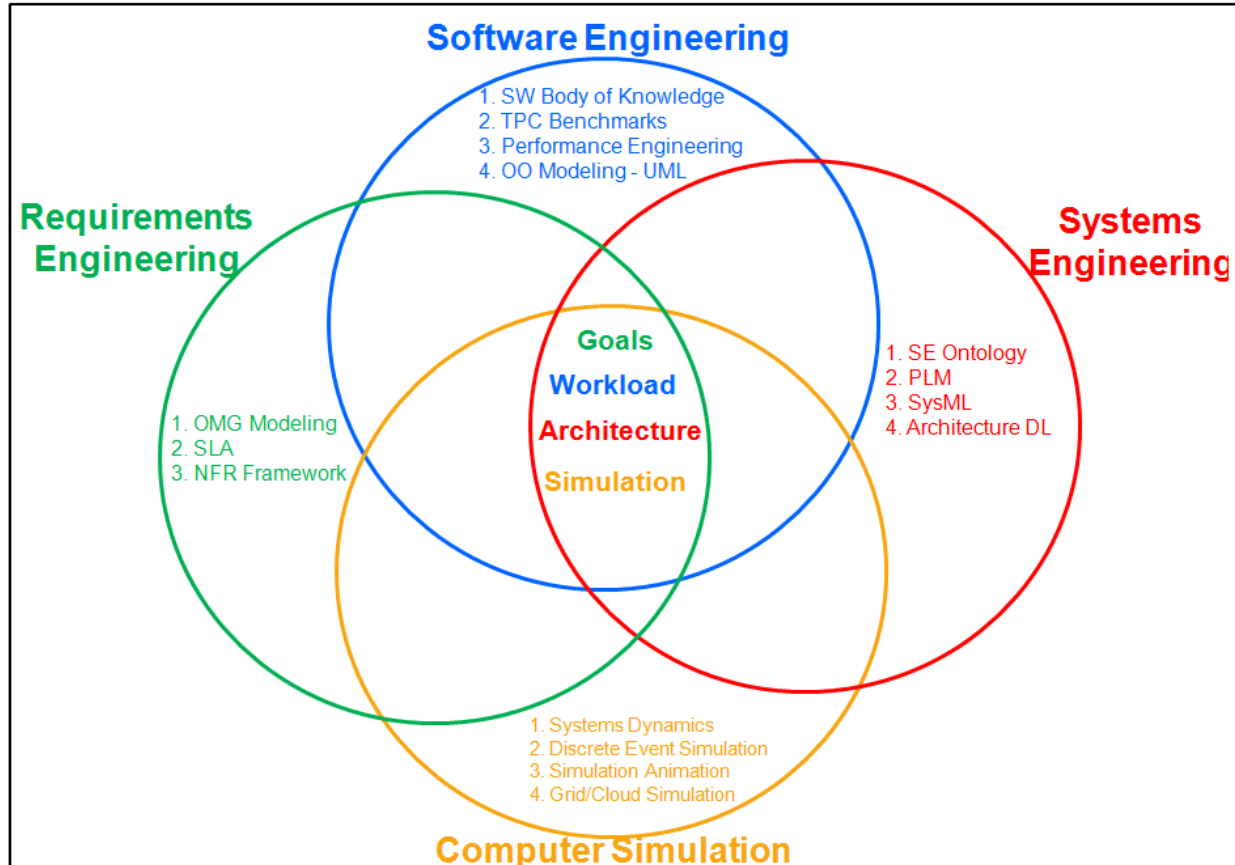 Software Engineering
1. SW Body of Knowledge
2. TPC Benchmarks
3. Performance Engineering
4. OO Modeling - UML
Requirements
Engineering
Systems
Engineering
Goals
Workload
Architecture
Simulation
1. SE Ontology
2. PLM
3. SysML
4. Architecture DL
1. OMG Modeling
2. SLA
3. NFR Framework
1. Systems Dynamics
2. Discrete Event Simulation
3. Simulation Animation
4. Grid/Cloud Simulation
Computer Simulation